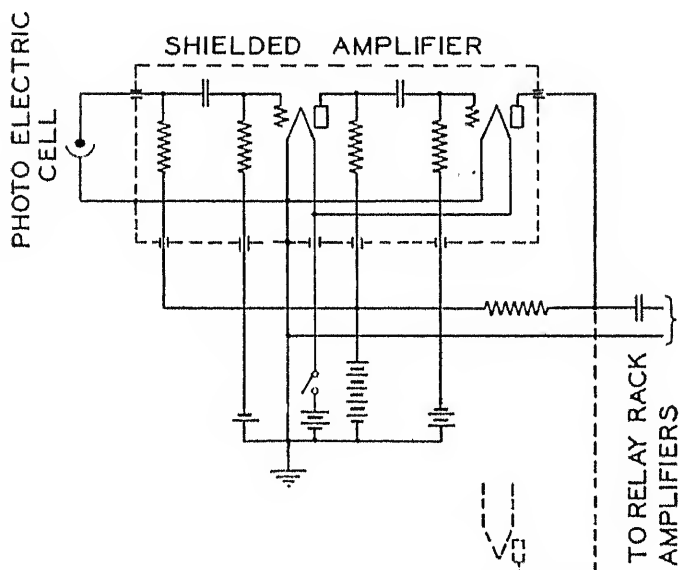 SHIELDED AMPLIFIER
PHOTO ELECTRIC
CELL
TO RELAY RACK
AMPLIFIERS